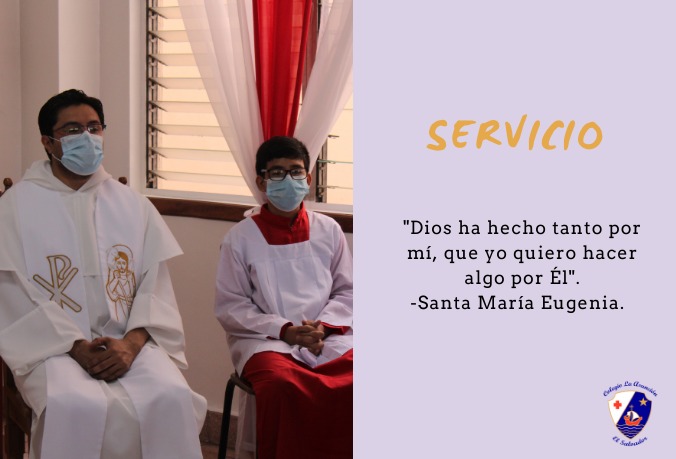 SERVICIO
"Dios ha hecho tanto por
mí, que yo quiero hacer
algo por Él".
-Santa María Eugenia.
Colegio La Asunción
El Salvador